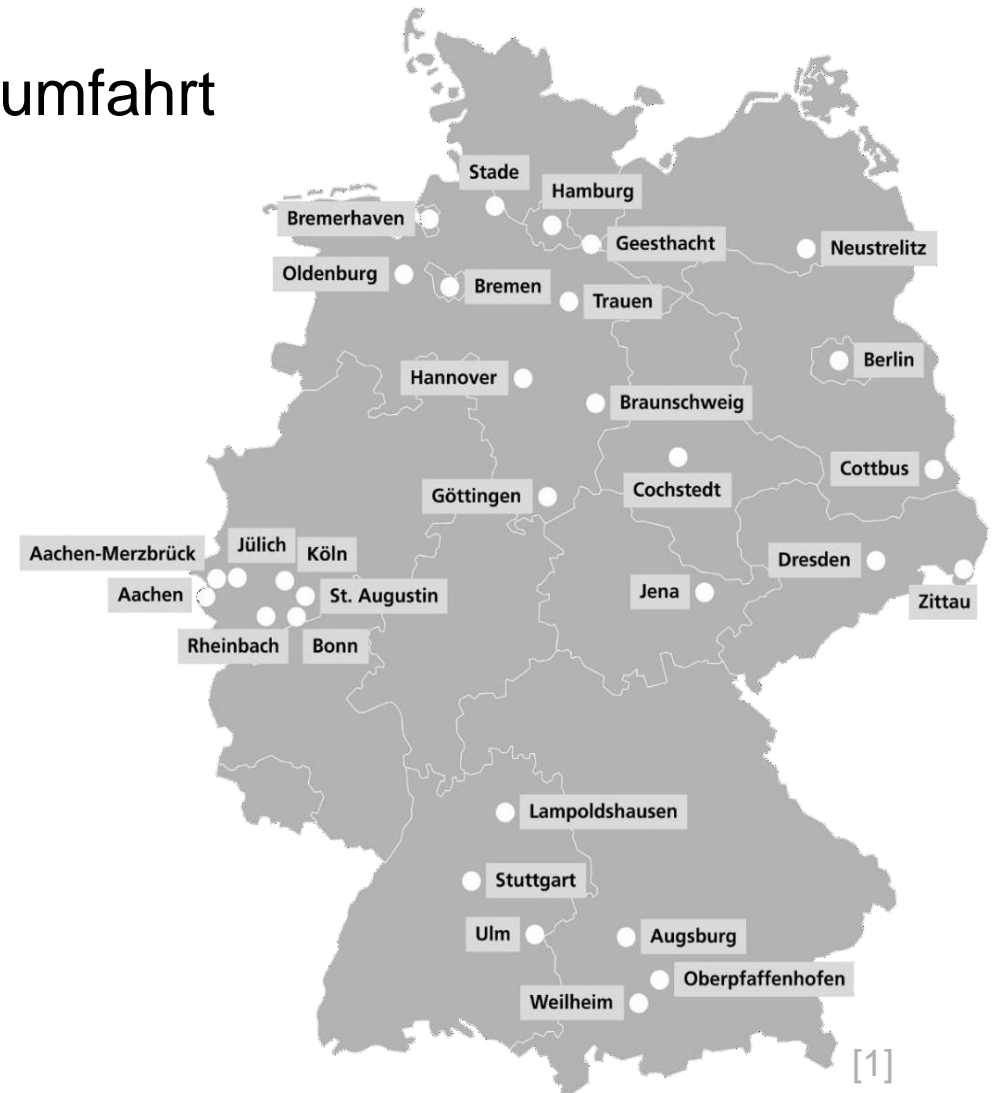 umfahrt
Stade
Hamburg
Bremerhaven
Geesthacht
Neustrelitz
Oldenburg
Bremen
Trauen
Berlin
Hannover
Braunschweig
Cottbus
Göttingen
Cochstedt
Aachen-Merzbrück
Jülich
Köln
Dresden
Aachen
St. Augustin
Jena
Zittau
Rheinbach
Bonn
Lampoldshausen
Stuttgart
Ulm
Augsburg
Oberpfaffenhofen
Weilheim
[1]